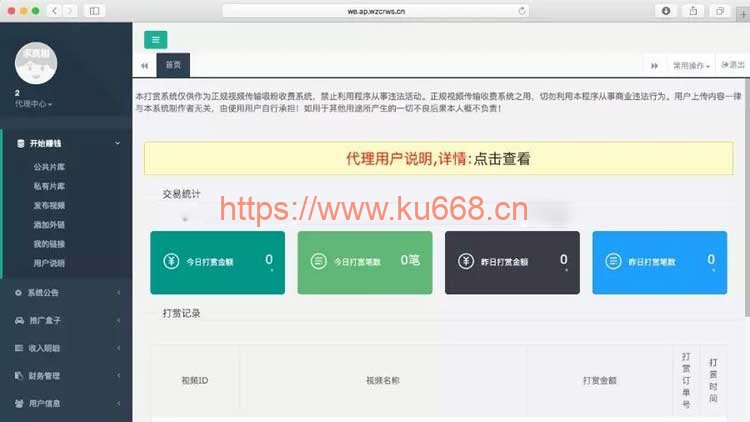 we.ap.wzcrws.cn
2
代理中心
开始赚钱
公共片库
私有片库
发布视频
添加外链
我的链接
用户说明
系统公告
推广盒子
收入明细
财务管理
用户信息
首页
常用操作
退出
本打赏系统仅供作为正规视频传输吸粉收费系统，禁止利用程序从事违法活动。正规视频传输收费系统之用，切勿利用本程序从事商业违法行为。用户上传内容一律
与本系统制作者无关，由使用用户自行承担！如用于其他用途所产生的一切不良后果本人概不负责！
代理用户说明,详情:点击查看
交易统计
https://www.ku668.cn
今日打赏金额 0
今日打赏笔数 0笔
昨日打赏金额 0
昨日打赏笔数 0
打赏记录
视频ID 视频名称 打赏金额 打赏订单号 打赏时间